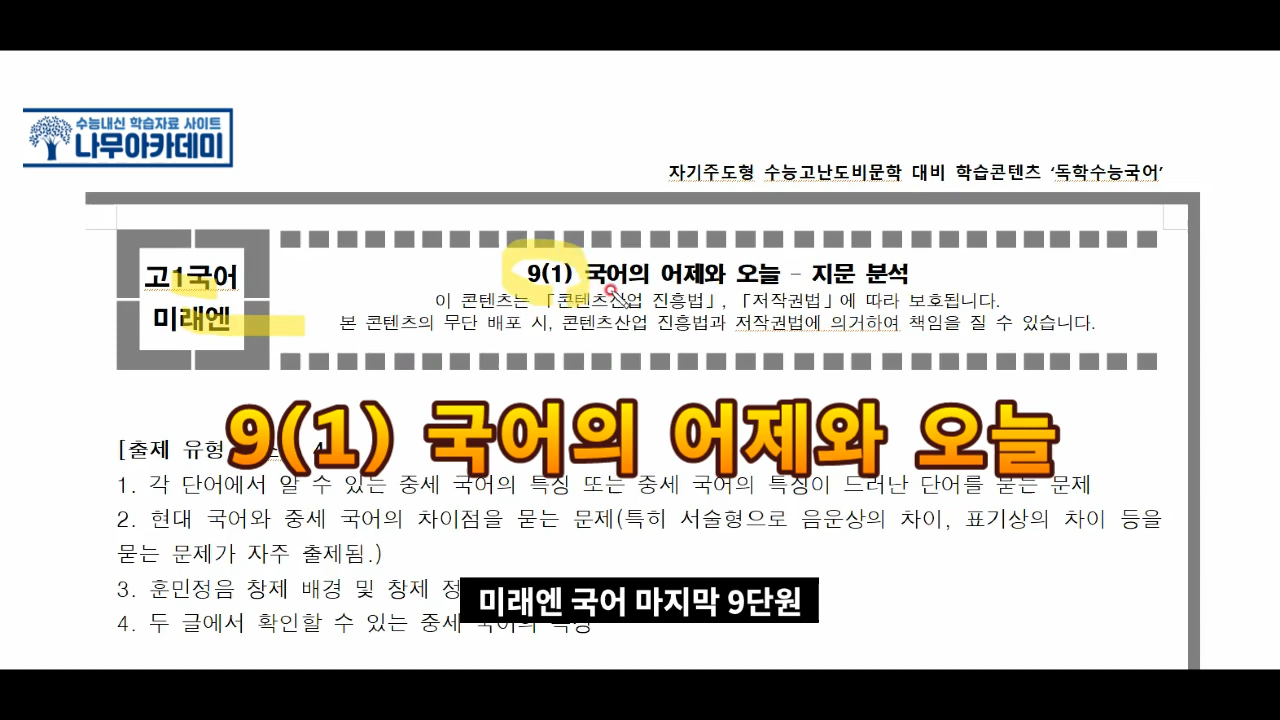 수능내신 학습자료 사이트
나무아카데미
자기주도형 수능고난도비문학 대비 학습콘텐츠 ‘독학수능국어’
고1국어
미래엔
9(1) 국어의 어제와 오늘 - 지문 분석
이 콘텐츠는 「콘텐츠산업 진흥법」, 「저작권법」에 따라 보호됩니다.
본 콘텐츠의 무단 배포 시, 콘텐츠산업 진흥법과 저작권법에 의거하여 책임을 질 수 있습니다.
9(1) 국어의 어제와 오늘
[출제 유형
1. 각 단어에서 알 수 있는 중세 국어의 특징 또는 중세 국어의 특징이 드러난 단어를 묻는 문제
2. 현대 국어와 중세 국어의 차이점을 묻는 문제(특히 서술형으로 음운상의 차이, 표기상의 차이 등을
묻는 문제가 자주 출제됨.)
3. 훈민정음 창제 배경 및 창제 정
4. 두 글에서 확인할 수 있는 중세 국어의 특징
미래엔 국어 마지막 9단원